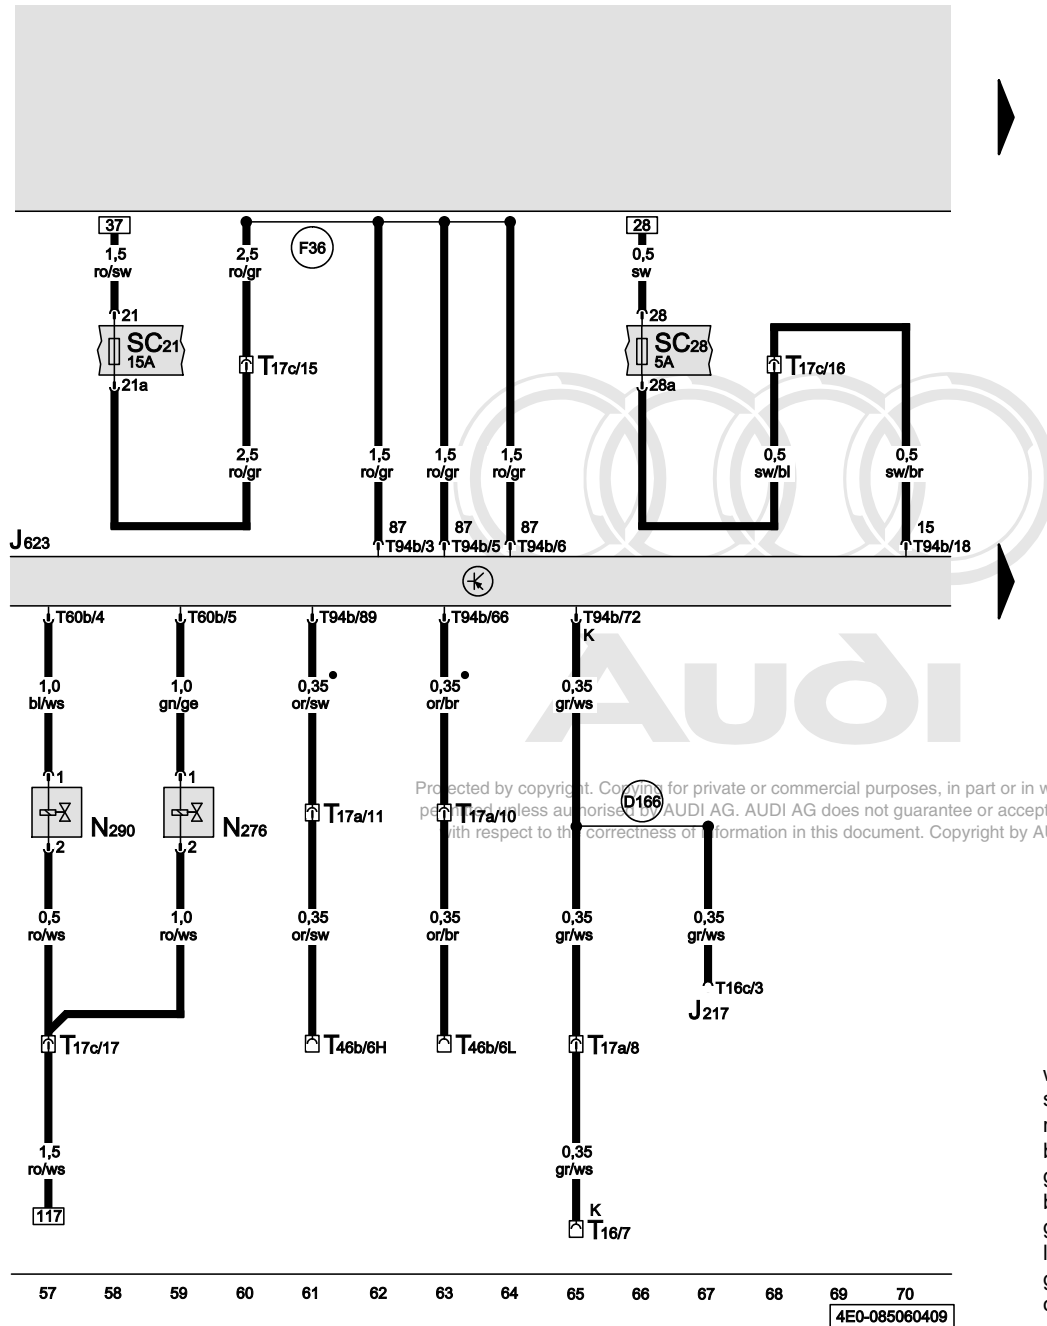 37
28
1,5
ro/sw
2,5
ro/gr
F36
0,5
sw
21
28
SC21
15A
SC28
5A
T17c/15
T17c/16
21a
28a
2,5
ro/gr
1,5
ro/gr
1,5
ro/gr
1,5
ro/gr
0,5
sw/bl
0,5
sw/br
J623
87
87
87
15
T94b/3
T94b/5
T94b/6
T94b/18
T60b/4
T60b/5
T94b/89
T94b/66
T94b/72
K
1,0
bl/ws
1,0
gn/ge
0,35
or/sw
0,35
or/br
0,35
gr/ws
Audi
1
1
Protected by copyright. Copying for private or commercial purposes, in part or in w
D166
permitted unless authorised by AUDI AG. AUDI AG does not guarantee or accept
N290
N276
T17a/11
T17a/10
with respect to the correctness of information in this document. Copyright by AU
2
2
0,5
ro/ws
1,0
ro/ws
0,35
or/sw
0,35
or/br
0,35
gr/ws
0,35
gr/ws
T16c/3
J217
T17c/17
T46b/6H
T46b/6L
T17a/8
1,5
ro/ws
0,35
gr/ws
117
K
T16/7
57 58 59 60 61 62 63 64 65 66 67 68 69 70
4E0-085060409